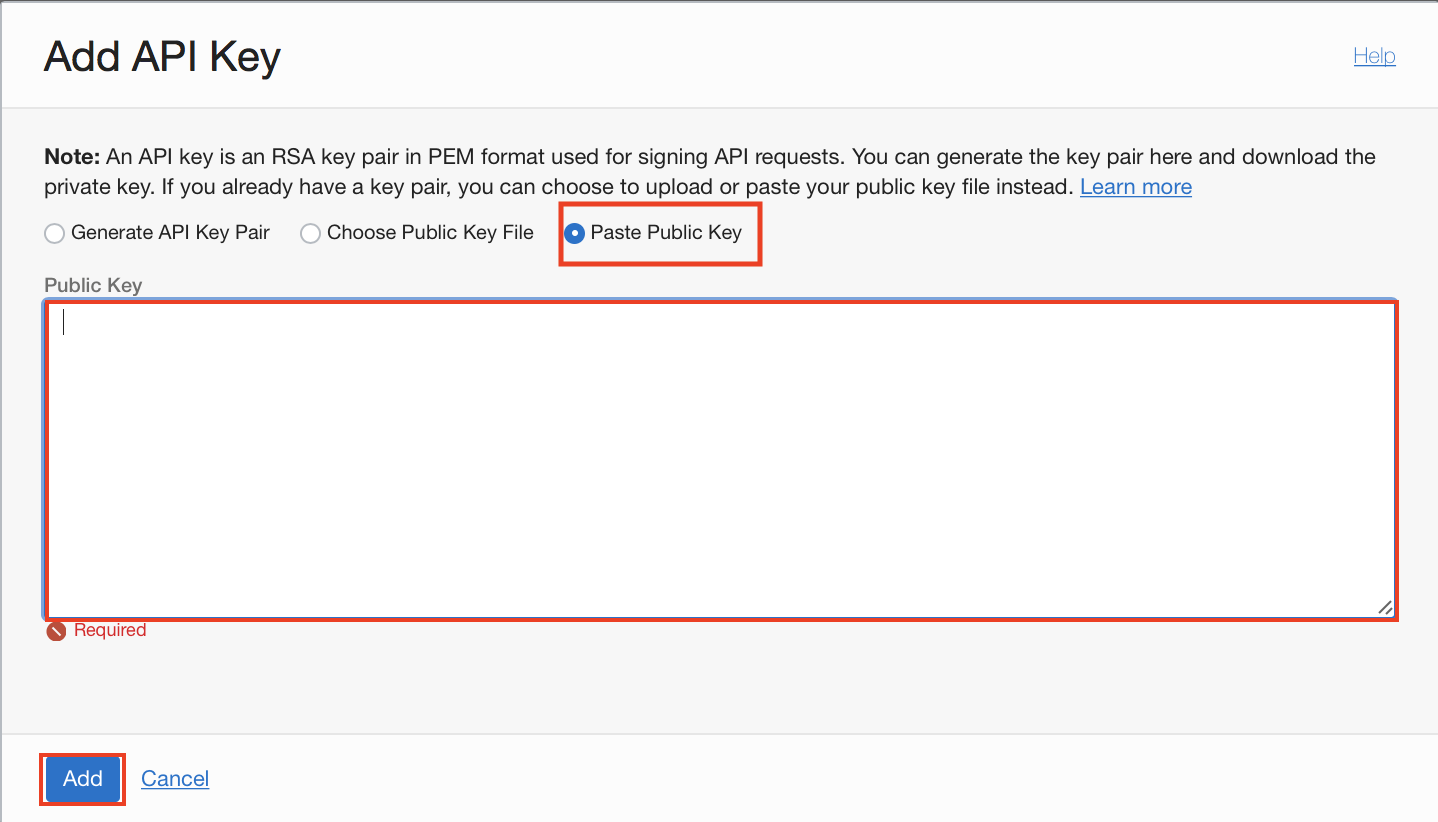 Add API Key
Help
Note: An API key is an RSA key pair in PEM format used for signing API requests. You can generate the key pair here and download the
private key. If you already have a key pair, you can choose to upload or paste your public key file instead. Learn more
Generate API Key Pair Choose Public Key File Paste Public Key
Public Key
Required
Add Cancel